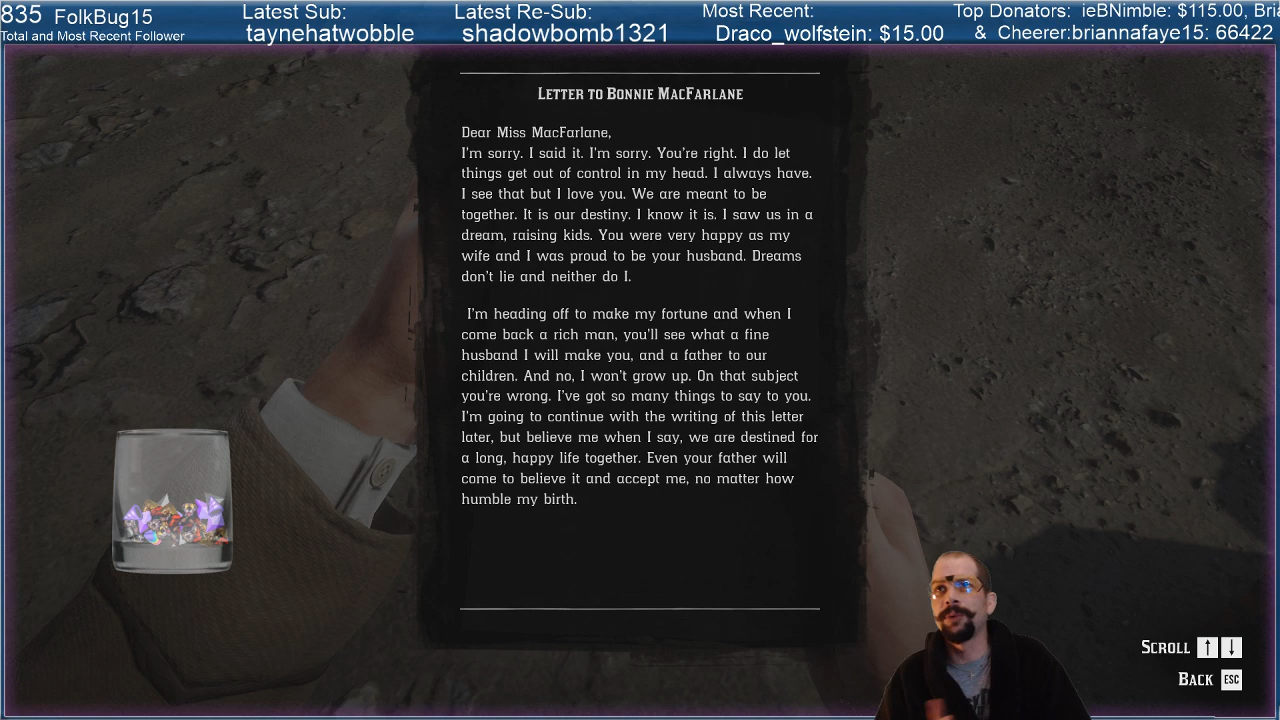 835 FolkBug15
Total and Most Recent Follower
Latest Sub:
taynehatwobble
Latest Re-Sub:
shadowbomb1321
Most Recent:
Draco_wolfstein: $15.00
Top Donators: ieBNimble: $115.00, Bri
& Cheerer:briannafaye15: 66422
Letter to Bonnie MacFarlane
Dear Miss MacFarlane,
I'm sorry. I said it. I'm sorry. You're right. I do let
things get out of control in my head. I always have.
I see that but I love you. We are meant to be
together. It is our destiny. I know it is. I saw us in a
dream, raising kids. You were very happy as my
wife and I was proud to be your husband. Dreams
don't lie and neither do I.
I'm heading off to make my fortune and when I
come back a rich man, you'll see what a fine
husband I will make you, and a father to our
children. And no, I won't grow up. On that subject
you're wrong. I've got so many things to say to you.
I'm going to continue with the writing of this letter
later, but believe me when I say, we are destined for
a long, happy life together. Even your father will
come to believe it and accept me, no matter how
humble my birth.
Scroll ↑ ↓
Back ESC